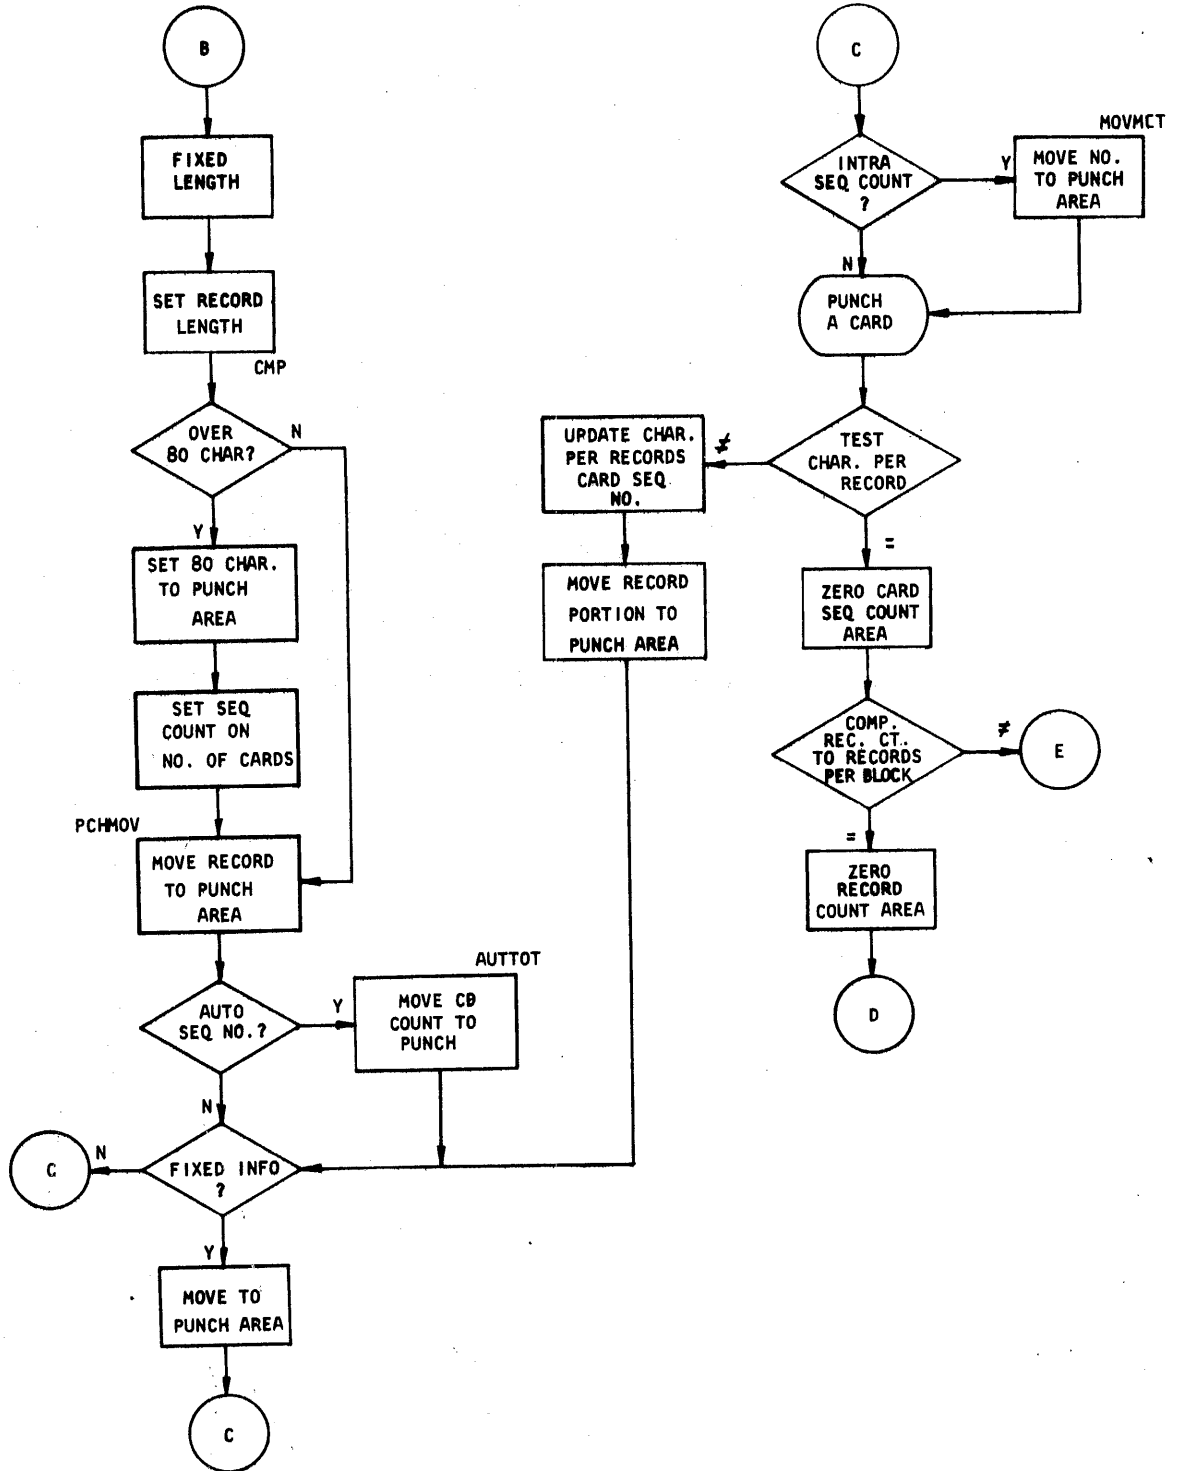 B
FIXED
LENGTH
SET RECORD
LENGTH
CMP
OVER
80 CHAR?
N
Y
SET 80 CHAR.
TO PUNCH
AREA
SET SEQ
COUNT ON
NO. OF CARDS
PCHMOV
MOVE RECORD
TO PUNCH
AREA
AUTO
SEQ NO.?
Y
AUTTOT
MOVE CD
COUNT TO
PUNCH
N
FIXED INFO
?
N
C
Y
MOVE TO
PUNCH AREA
C
C
INTRA
SEQ COUNT
?
Y
MOVMCT
MOVE NO.
TO PUNCH
AREA
N
PUNCH
A CARD
TEST
CHAR. PER
RECORD
≠
UPDATE CHAR.
PER RECORDS
CARD SEQ
NO.
MOVE RECORD
PORTION TO
PUNCH AREA
=
ZERO CARD
SEQ COUNT
AREA
COMP.
REC. CT.
TO RECORDS
PER BLOCK
≠
E
=
ZERO
RECORD
COUNT AREA
D